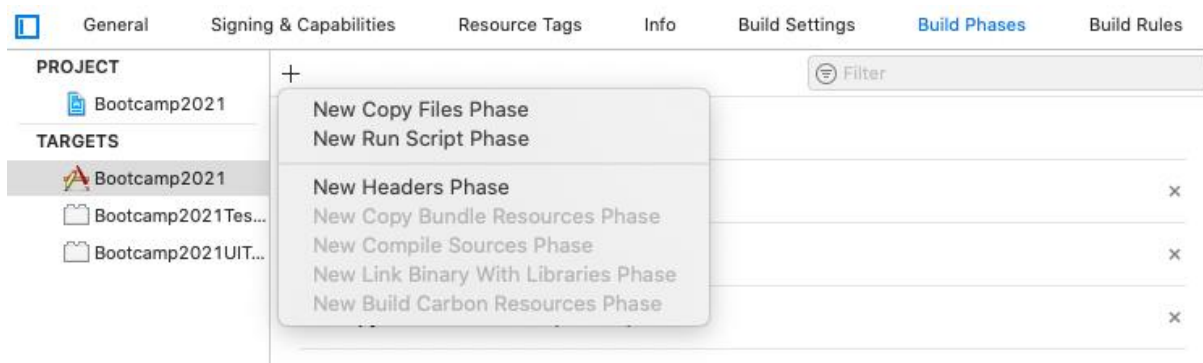 General Signing & Capabilities Resource Tags Info Build Settings Build Phases Build Rules
PROJECT
Filter
Bootcamp2021
TARGETS
Bootcamp2021
Bootcamp2021Tes...
Bootcamp2021UIT...
New Copy Files Phase
New Run Script Phase
New Headers Phase
New Copy Bundle Resources Phase
New Compile Sources Phase
New Link Binary With Libraries Phase
New Build Carbon Resources Phase